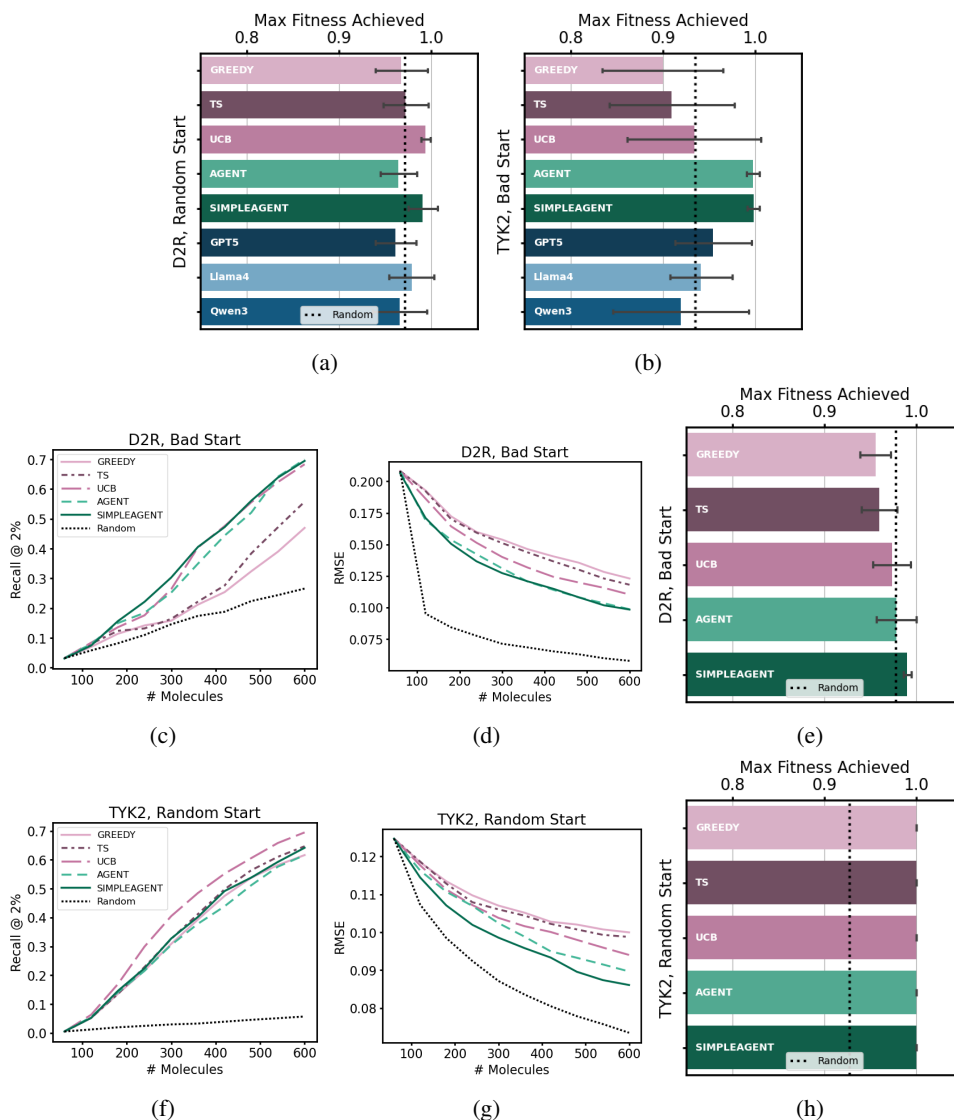 Max Fitness Achieved
0.8 0.9 1.0
D2R, Random Start
GREEDY
TS
UCB
AGENT
SIMPLEAGENT
GPT5
Llama4
Qwen3
Random
(a)
Max Fitness Achieved
0.8 0.9 1.0
TYK2, Bad Start
GREEDY
TS
UCB
AGENT
SIMPLEAGENT
GPT5
Llama4
Qwen3
(b)
D2R, Bad Start
Recall @ 2%
0.7
0.6
0.5
0.4
0.3
0.2
0.1
0.0
GREEDY
TS
UCB
AGENT
SIMPLEAGENT
Random
100 200 300 400 500 600
# Molecules
(c)
D2R, Bad Start
RMSE
0.200
0.175
0.150
0.125
0.100
0.075
100 200 300 400 500 600
# Molecules
(d)
Max Fitness Achieved
0.8 0.9 1.0
D2R, Bad Start
GREEDY
TS
UCB
AGENT
SIMPLEAGENT
Random
(e)
TYK2, Random Start
Recall @ 2%
0.7
0.6
0.5
0.4
0.3
0.2
0.1
0.0
GREEDY
TS
UCB
AGENT
SIMPLEAGENT
Random
100 200 300 400 500 600
# Molecules
(f)
TYK2, Random Start
RMSE
0.12
0.11
0.10
0.09
0.08
100 200 300 400 500 600
# Molecules
(g)
Max Fitness Achieved
0.8 0.9 1.0
TYK2, Random Start
GREEDY
TS
UCB
AGENT
SIMPLEAGENT
Random
(h)